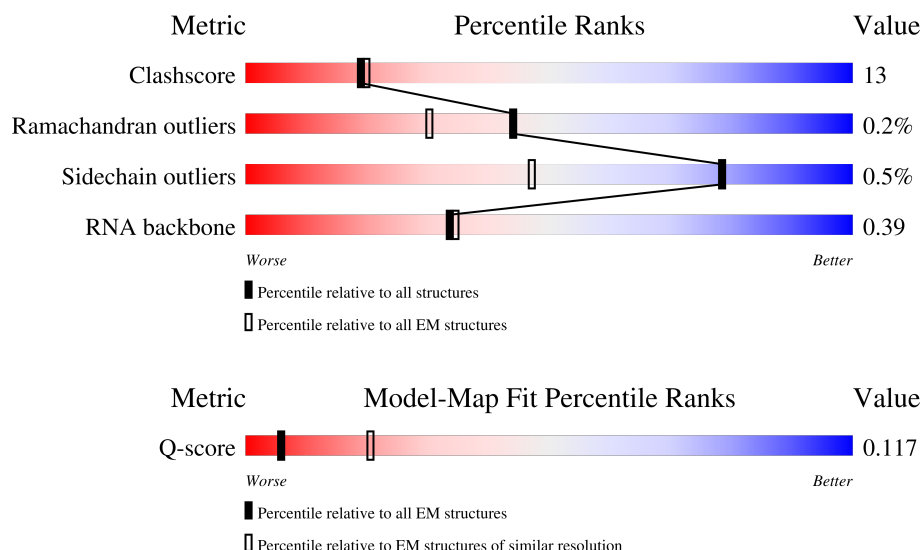 Metric Percentile Ranks Value
Clashscore 13
Ramachandran outliers 0.2%
Sidechain outliers 0.5%
RNA backbone 0.39
Worse Better
Percentile relative to all structures
Percentile relative to all EM structures
Metric Model-Map Fit Percentile Ranks Value
Q-score 0.117
Worse Better
Percentile relative to all EM structures
Percentile relative to EM structures of similar resolution